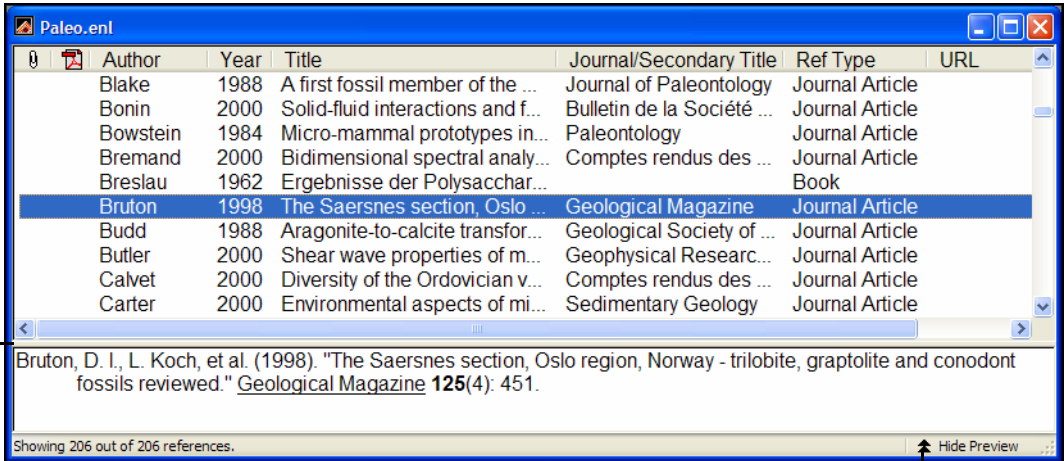 Paleo.enl
Author Year Title Journal/Secondary Title Ref Type URL
Blake 1988 A first fossil member of the ... Journal of Paleontology Journal Article
Bonin 2000 Solid-fluid interactions and f... Bulletin de la Société ... Journal Article
Bowstein 1984 Micro-mammal prototypes in... Paleontology Journal Article
Bremand 2000 Bidimensional spectral analy... Comptes rendus des ... Journal Article
Breslau 1962 Ergebnisse der Polysacchar... Book
Bruton 1998 The Saersnes section, Oslo ... Geological Magazine Journal Article
Budd 1988 Aragonite-to-calcite transfor... Geological Society of ... Journal Article
Butler 2000 Shear wave properties of m... Geophysical Researc... Journal Article
Calvet 2000 Diversity of the Ordovician v... Comptes rendus des ... Journal Article
Carter 2000 Environmental aspects of mi... Sedimentary Geology Journal Article
Bruton, D. I., L. Koch, et al. (1998). "The Saersnes section, Oslo region, Norway - trilobite, graptolite and conodont
fossils reviewed." Geological Magazine 125(4): 451.
Showing 206 out of 206 references. Hide Preview